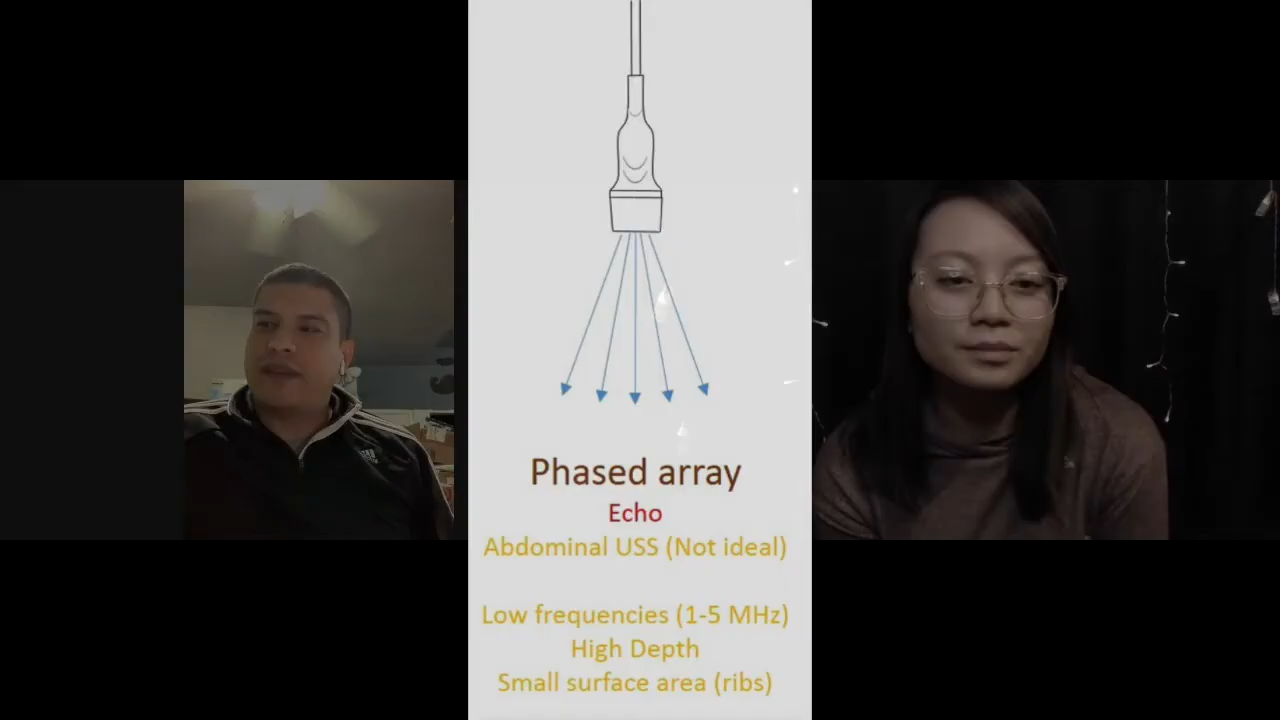 Phased array
Echo
Abdominal USS (Not ideal)
Low frequencies (1-5 MHz)
High Depth
Small surface area (ribs)